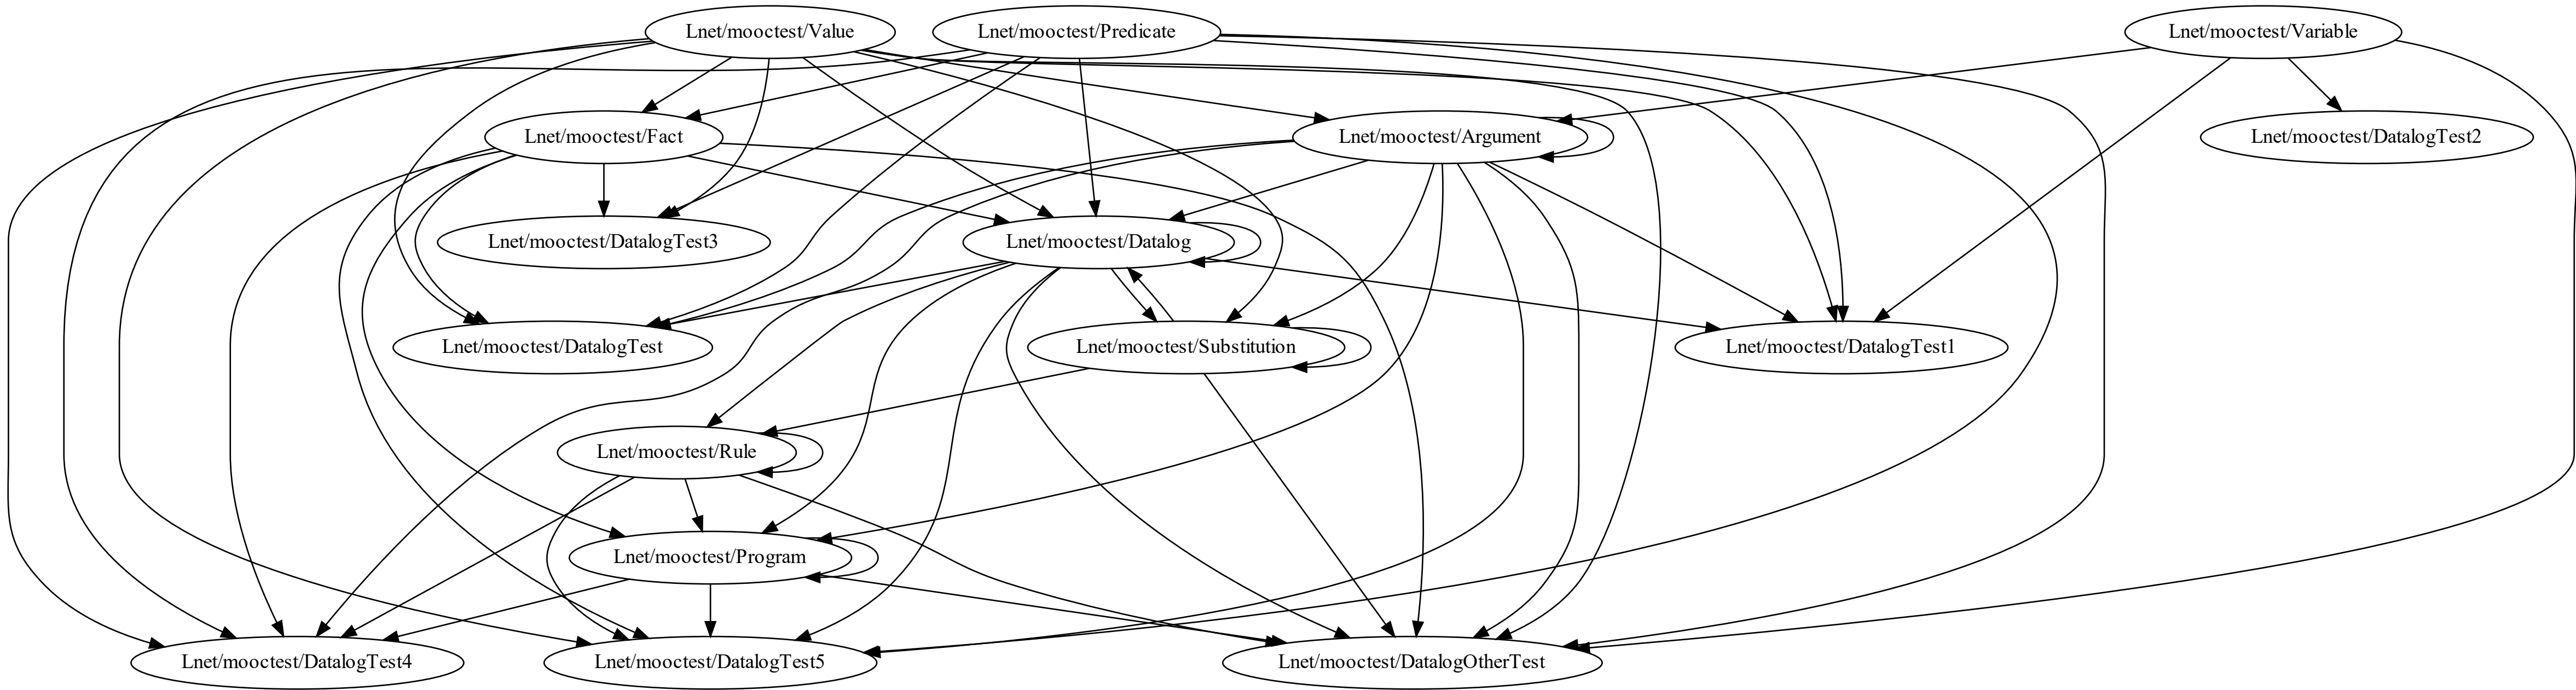 Lnet/mooctest/Value
Lnet/mooctest/Predicate
Lnet/mooctest/Variable
Lnet/mooctest/Fact
Lnet/mooctest/Argument
Lnet/mooctest/DatalogTest2
Lnet/mooctest/DatalogTest3
Lnet/mooctest/Datalog
Lnet/mooctest/DatalogTest
Lnet/mooctest/Substitution
Lnet/mooctest/DatalogTest1
Lnet/mooctest/Rule
Lnet/mooctest/Program
Lnet/mooctest/DatalogTest4
Lnet/mooctest/DatalogTest5
Lnet/mooctest/DatalogOtherTest